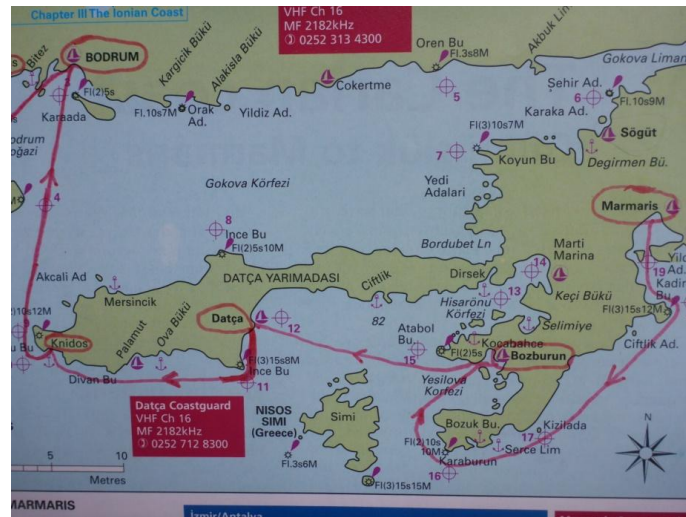 Chapter III The Ionian Coast
VHF Ch 16
MF 2182kHz
0252 313 4300
Bitez
BODRUM
Kargicik Bükü
Alakisla Bükü
Oren Bu
Fl.3s8M
Akbuk Lim
Gokova Liman
Cokertme
Fl(2)5s
Karaada
Fl.10s7M
Orak
Ad.
Yildiz Ad.
5
Şehir Ad.
6
Fl.10s9M
Karaka Ad.
Sögüt
Degirmen Bü.
Fl(3)10s7M
7
Koyun Bu
Yedi
Adalari
Gokova Körfezi
4
8
Ince Bu
Fl(2)5s10M
Bordubet Ln
Marmaris
Marti
Marina
14
19
Kadir
Bu
Fl(3)15s12M
Akcali Ad
Mersincik
DATÇA YARIMADASI
Ciftlik
Dirsek
13
Hisarönü
Körfezi
Keçi Bükü
Selimiye
10s12M
Knidos
Palamut
Ova Bükü
Datça
12
82
Atabol
Bu.
15
Kocabahce
Fl(2)5s
Bozburun
Ciftlik Ad.
Divan Bu
Fl(3)15s8M
Ince Bu
11
Yesilova
Korfezi
Datça Coastguard
VHF Ch 16
MF 2182kHz
0252 712 8300
NISOS
SIMI
(Greece)
Simi
Fl.3s6M
Fl(3)15s15M
Bozuk Bu.
Fl(2)10s
10M
Karaburun
16
Serce Lim
17
Kizilada
N
5
10
Metres
MARMARIS
İzmir/Antalya